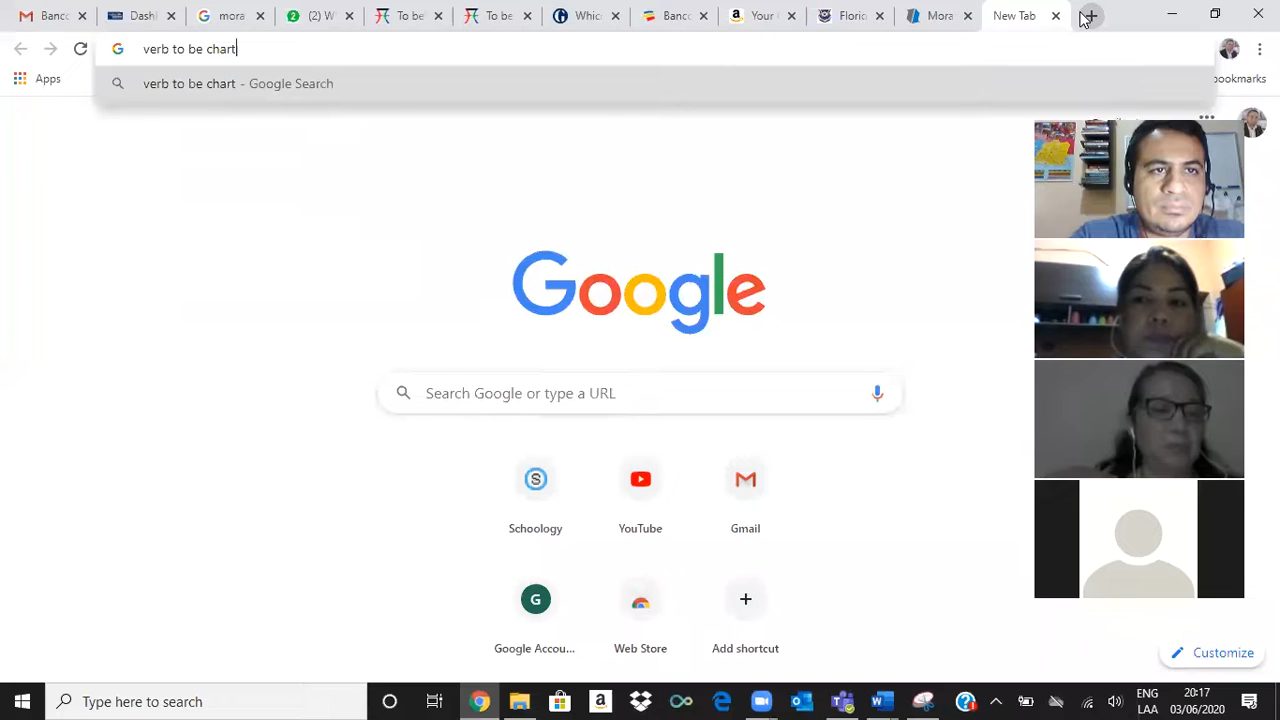 Banc
Dashl
mora
(2) W
To be
To be
Whic
Banco
Your
Floric
Mora
New Tab
verb to be chart
verb to be chart - Google Search
Apps
bookmarks
Google
Search Google or type a URL
S
Schoology
YouTube
Gmail
G
Google Accou...
Web Store
Add shortcut
Customize
Type here to search
ENG
LAA
20:17
03/06/2020